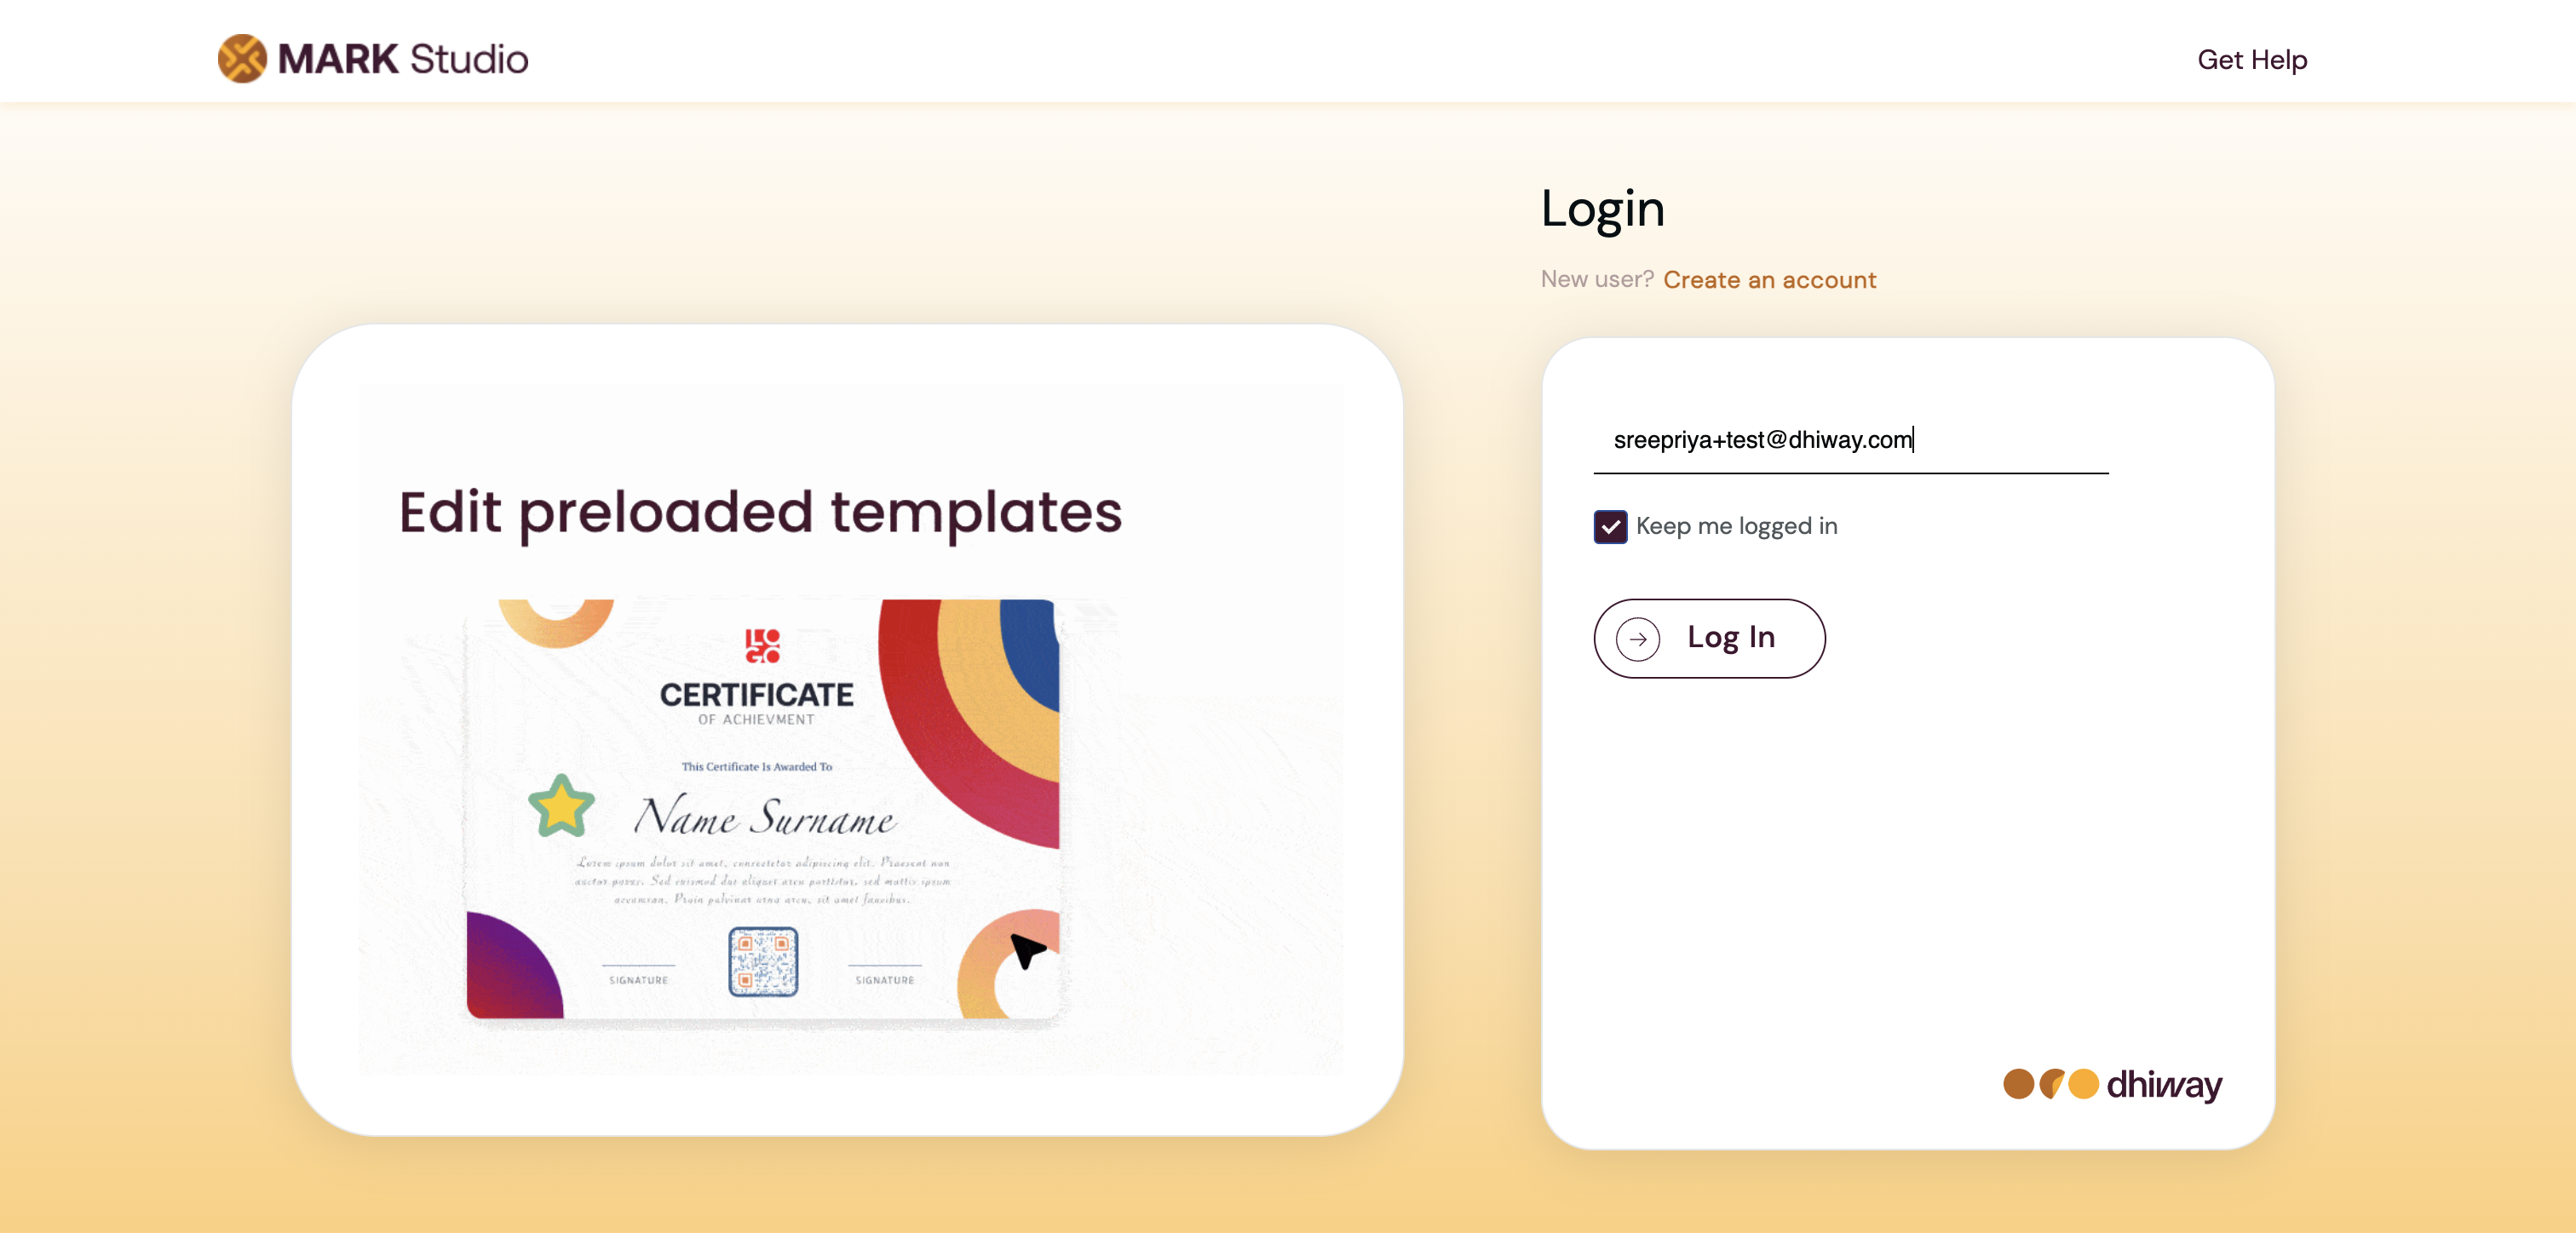 MARK Studio
Get Help
Login
New user? Create an account
sreepriya+test@dhiway.com
Keep me logged in
Log In
dhiway
Edit preloaded templates
LOGO
CERTIFICATE
OF ACHIEVMENT
This Certificate Is Awarded To
Name Surname
Lorem ipsum dolor sit amet, consectetur adipiscing elit. Praesent non
auctor purus. Sed euismod dui aliquet arcu porttitor, sed mattis ipsum
accumsan. Proin pulvinar urna arcu, sit amet faucibus.
SIGNATURE
SIGNATURE